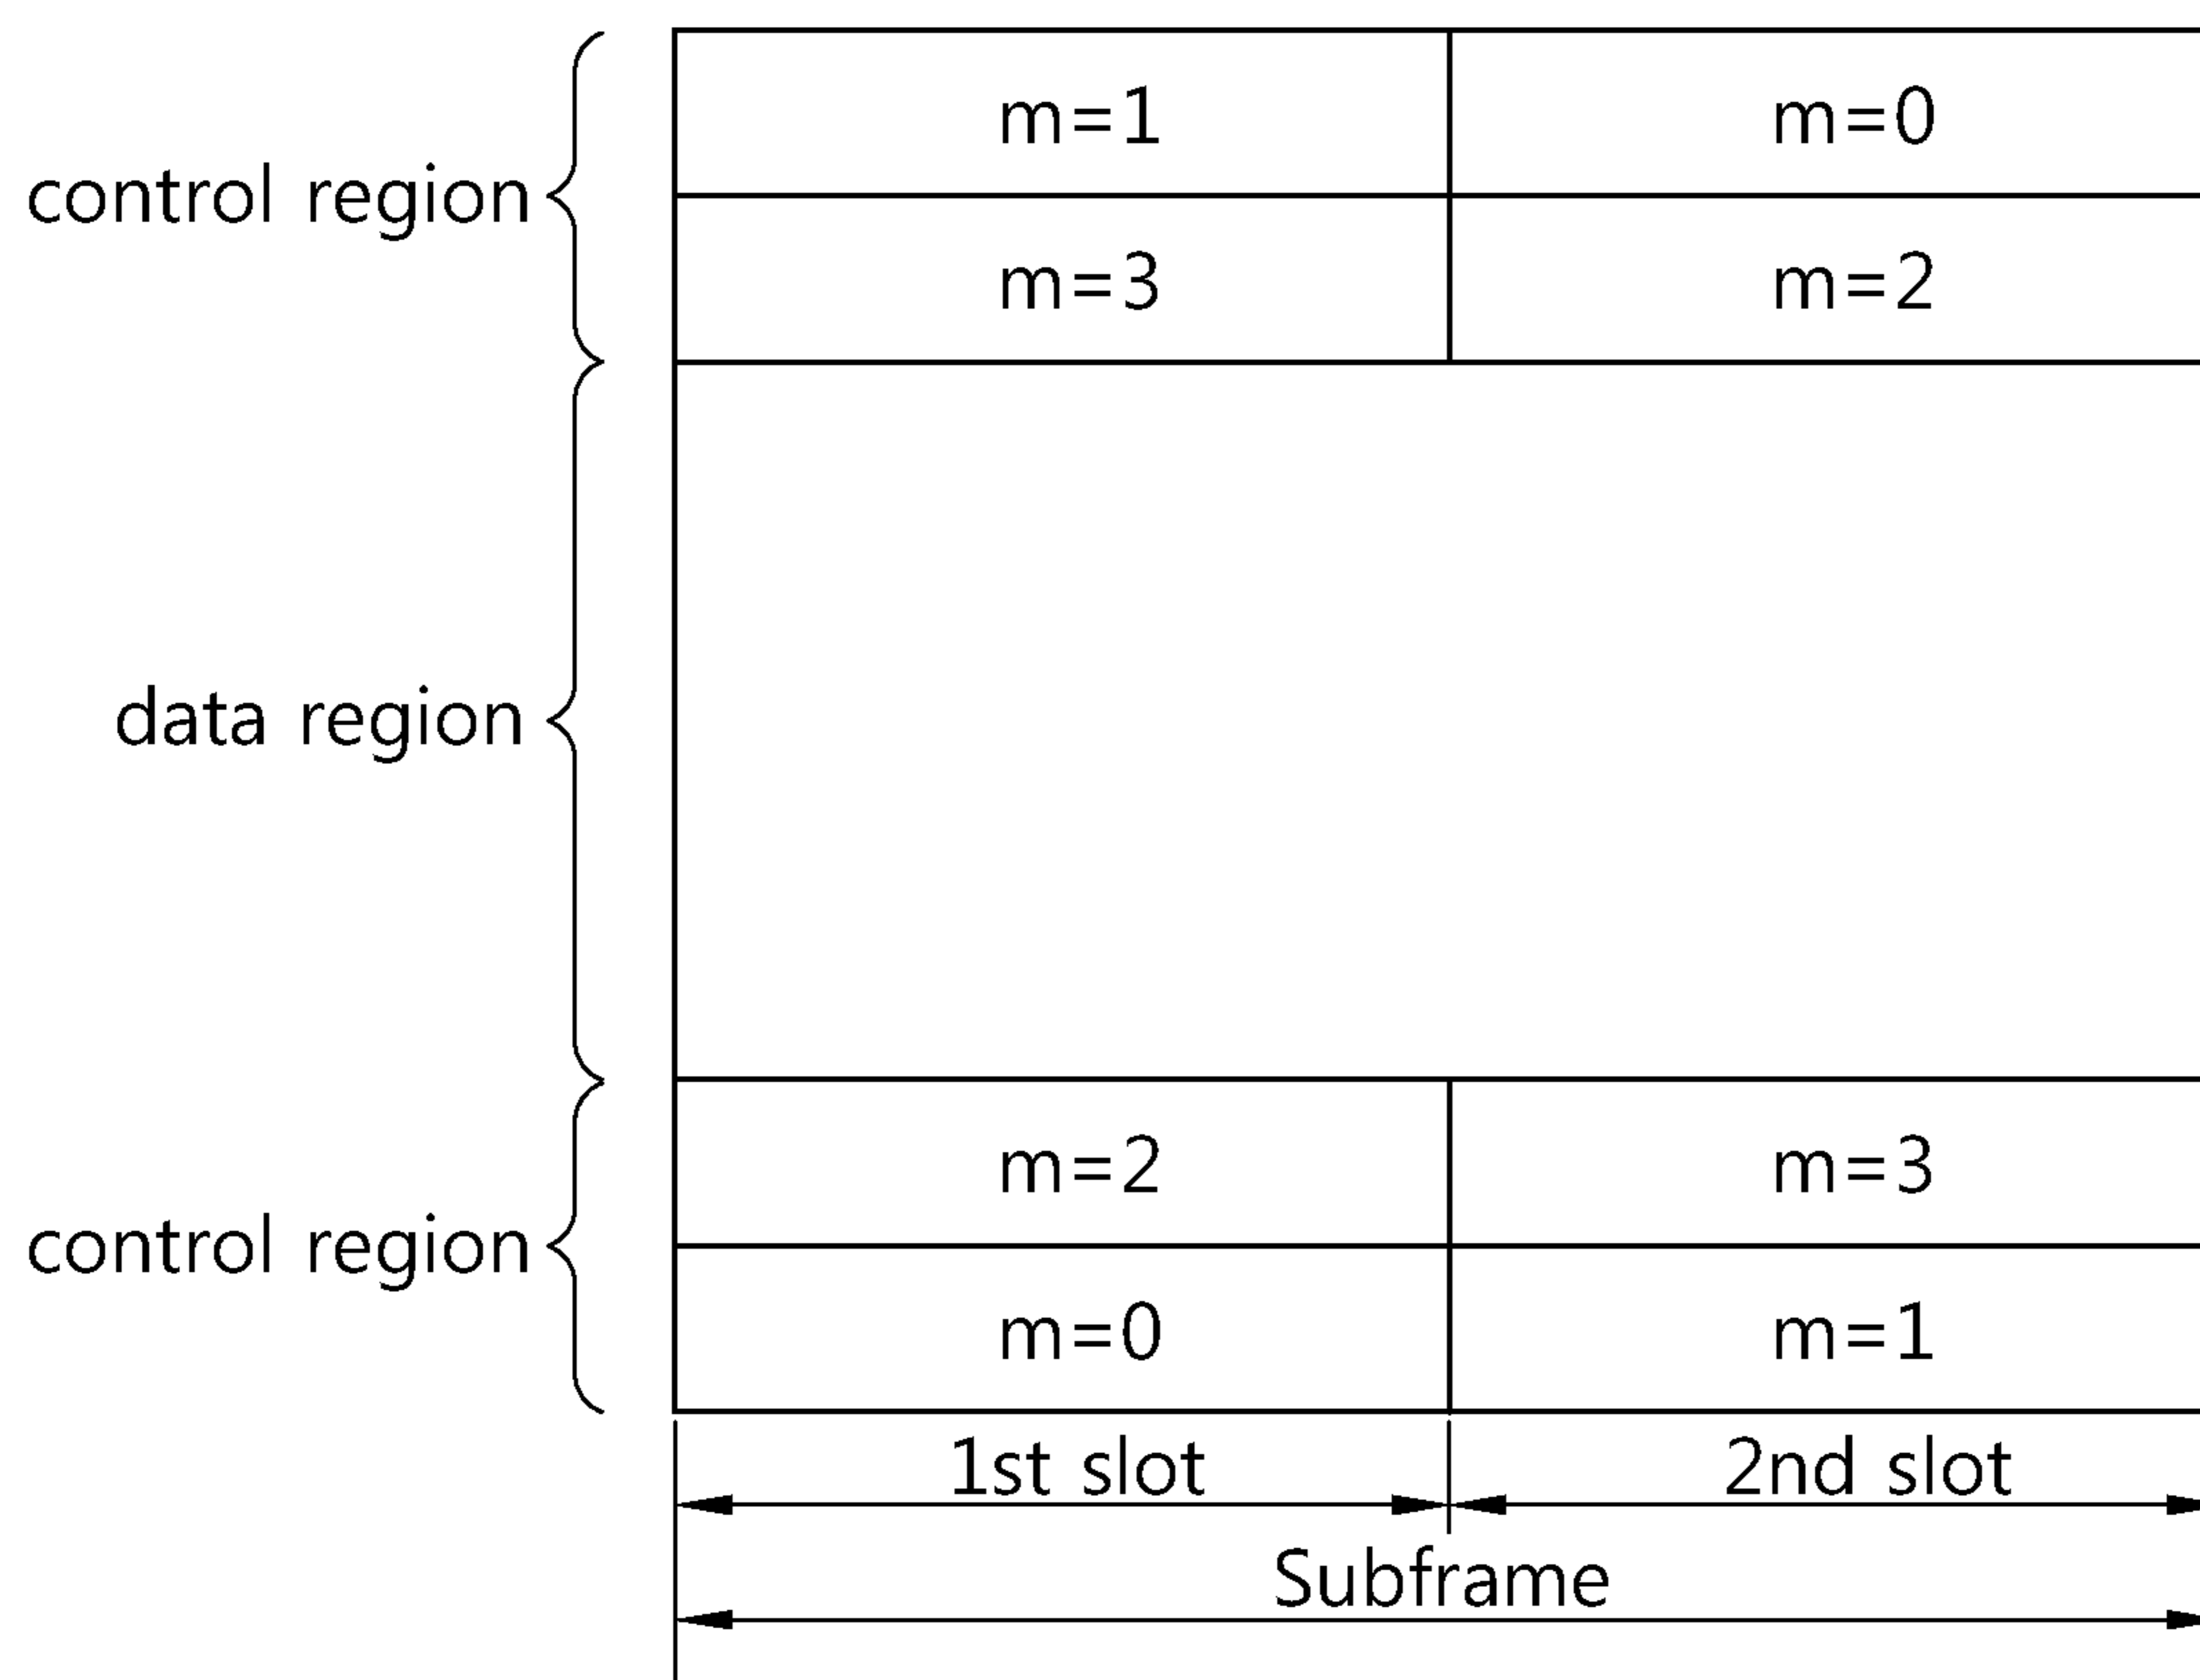 m=1 m=0
control region
m=3 m=2
data region
m=2 m=3
control region
m=0 m=1
1st slot 2nd slot
Subframe